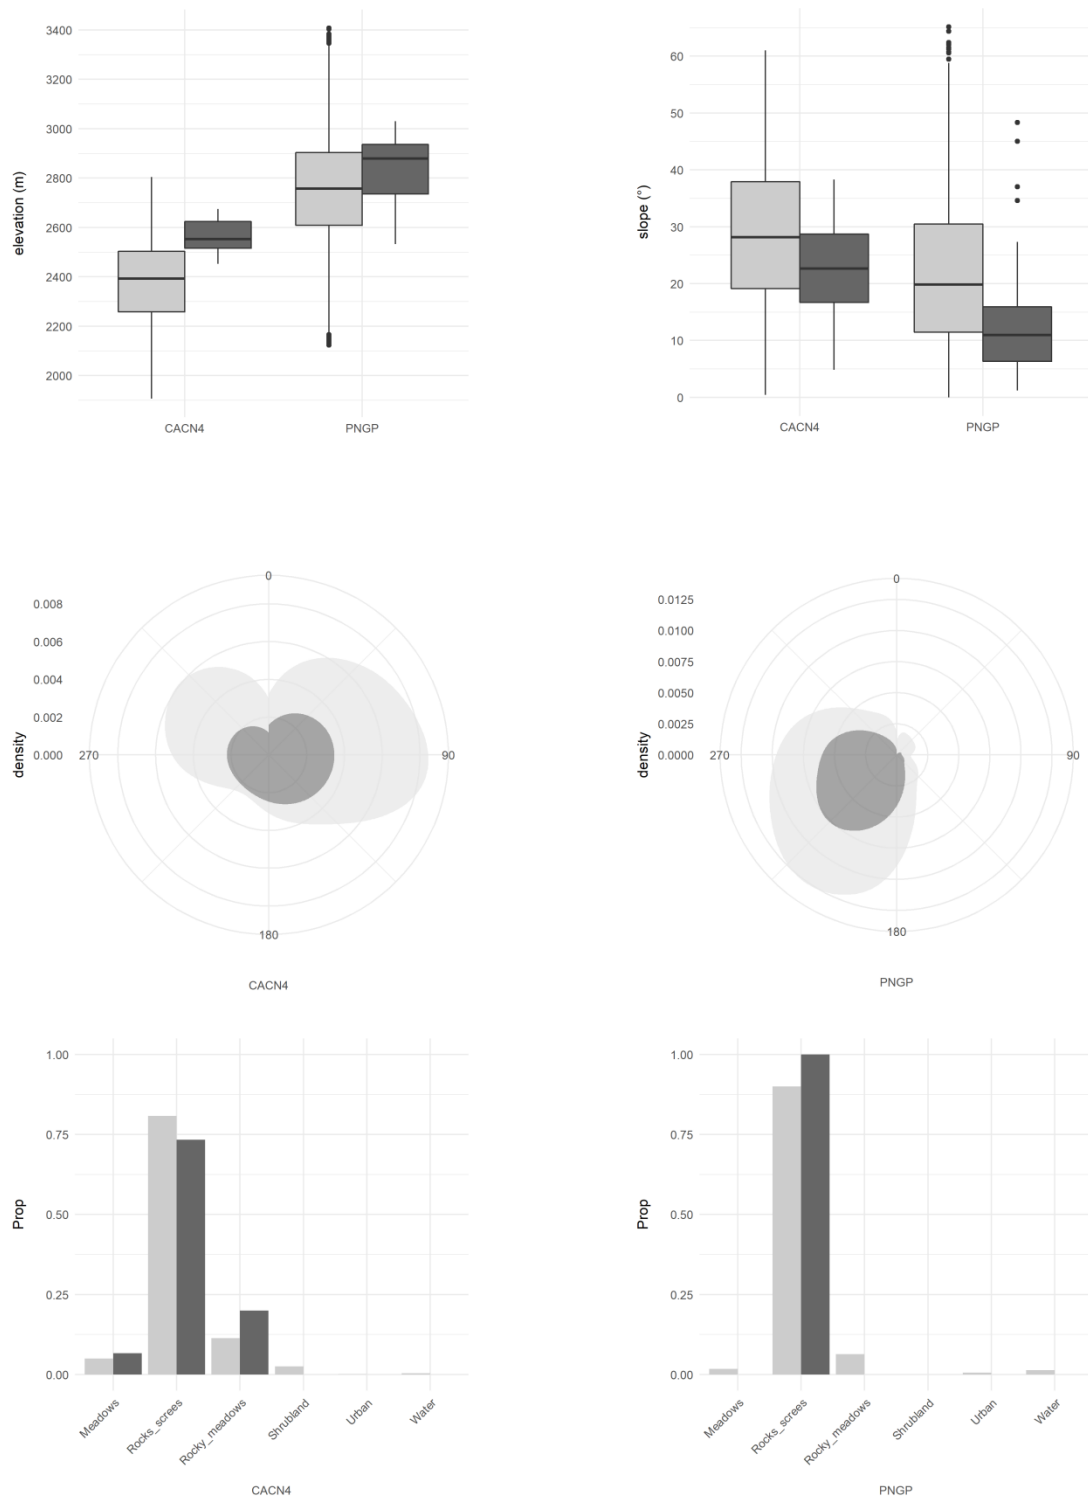 elevation (m)
3400
3200
3000
2800
2600
2400
2200
2000
CACN4 PNGP
slope (°)
60
50
40
30
20
10
0
CACN4 PNGP
density
0.008
0.006
0.004
0.002
0.000
0
90
180
270
CACN4
density
0.0125
0.0100
0.0075
0.0050
0.0025
0.0000
0
90
180
270
PNGP
Prop
1.00
0.75
0.50
0.25
0.00
Meadows
Rocks_screes
Rocky_meadows
Shrubland
Urban
Water
CACN4
Prop
1.00
0.75
0.50
0.25
0.00
Meadows
Rocks_screes
Rocky_meadows
Shrubland
Urban
Water
PNGP